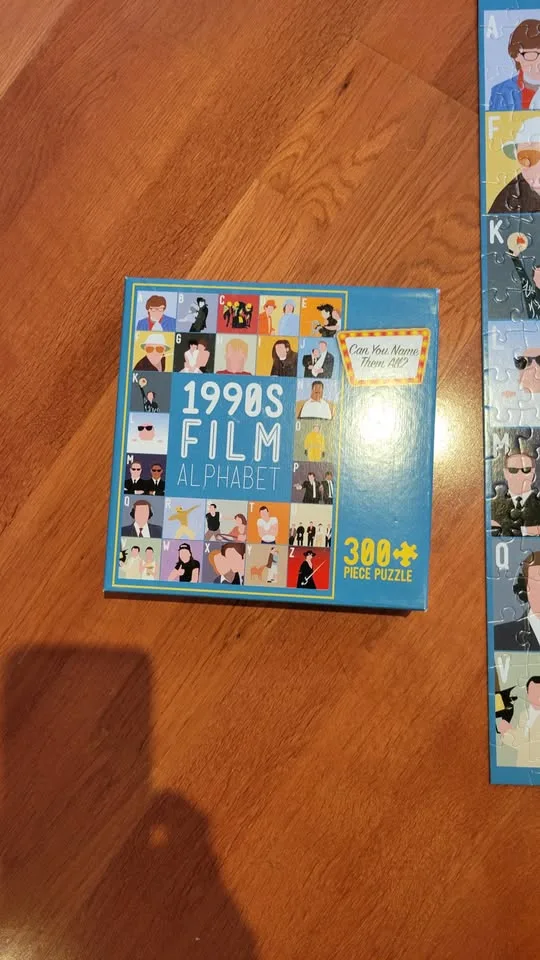 A B C D E
F G H I J
Can You Name
Them All?
K
1990S
FILM
ALPHABET
N
O
M
P
Q R S T U
V W X Y Z
300
PIECE PUZZLE
A
F
K
M
Q
V